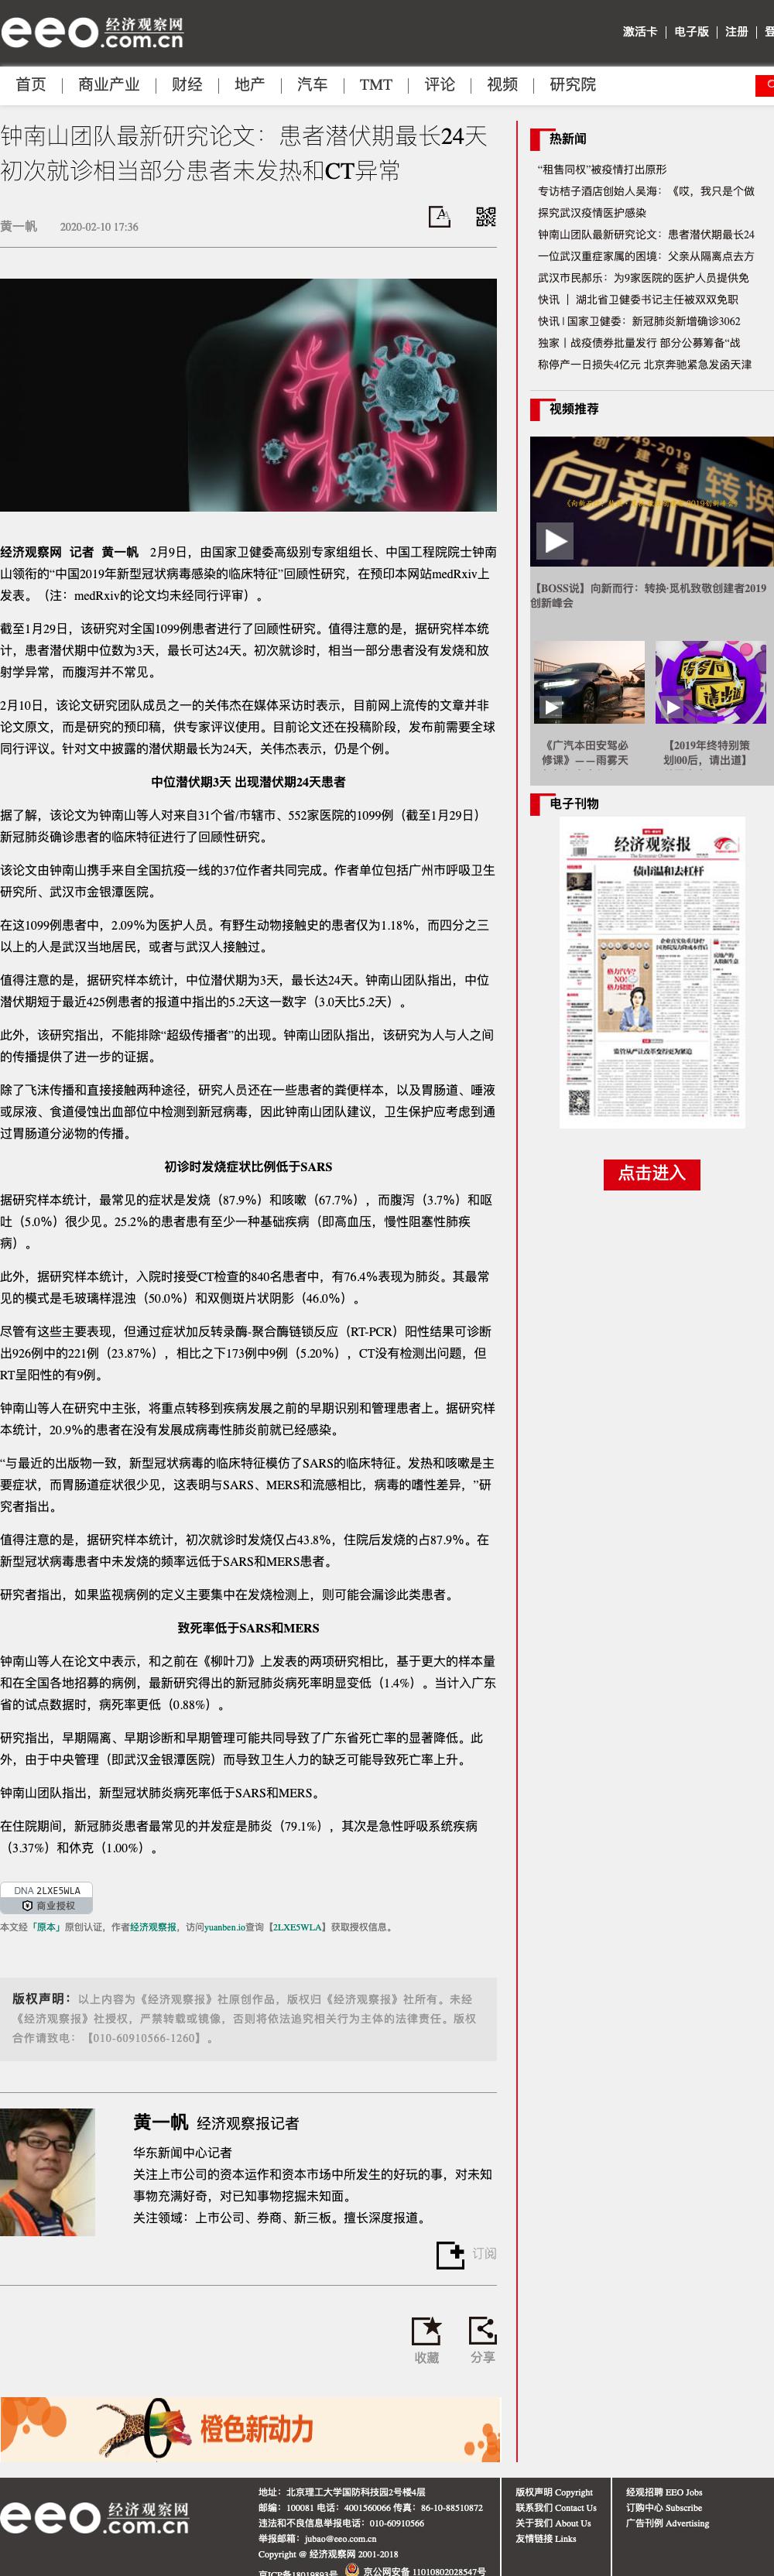 eeo 经济观察网
.com.cn
激活卡 | 电子版 | 注册 | 登
首页 | 商业产业 | 财经 | 地产 | 汽车 | TMT | 评论 | 视频 | 研究院
钟南山团队最新研究论文：患者潜伏期最长24天
初次就诊相当部分患者未发热和CT异常
黄一帆 2020-02-10 17:36
经济观察网 记者 黄一帆 2月9日，由国家卫健委高级别专家组组长、中国工程院院士钟南
山领衔的“中国2019年新型冠状病毒感染的临床特征”回顾性研究，在预印本网站medRxiv上
发表。（注：medRxiv的论文均未经同行评审）。
截至1月29日，该研究对全国1099例患者进行了回顾性研究。值得注意的是，据研究样本统
计，患者潜伏期中位数为3天，最长可达24天。初次就诊时，相当一部分患者没有发烧和放
射学异常，而腹泻并不常见。
2月10日，该论文研究团队成员之一的关伟杰在媒体采访时表示，目前网上流传的文章并非
论文原文，而是研究的预印稿，供专家评议使用。目前论文还在投稿阶段，发布前需要全球
同行评议。针对文中披露的潜伏期最长为24天，关伟杰表示，仍是个例。
中位潜伏期3天 出现潜伏期24天患者
据了解，该论文为钟南山等人对来自31个省/市辖市、552家医院的1099例（截至1月29日）
新冠肺炎确诊患者的临床特征进行了回顾性研究。
该论文由钟南山携手来自全国抗疫一线的37位作者共同完成。作者单位包括广州市呼吸卫生
研究所、武汉市金银潭医院。
在这1099例患者中，2.09%为医护人员。有野生动物接触史的患者仅为1.18%，而四分之三
以上的人是武汉当地居民，或者与武汉人接触过。
值得注意的是，据研究样本统计，中位潜伏期为3天，最长达24天。钟南山团队指出，中位
潜伏期短于最近425例患者的报道中指出的5.2天这一数字（3.0天比5.2天）。
此外，该研究指出，不能排除“超级传播者”的出现。钟南山团队指出，该研究为人与人之间
的传播提供了进一步的证据。
除了飞沫传播和直接接触两种途径，研究人员还在一些患者的粪便样本，以及胃肠道、唾液
或尿液、食道侵蚀出血部位中检测到新冠病毒，因此钟南山团队建议，卫生保护应考虑到通
过胃肠道分泌物的传播。
初诊时发烧症状比例低于SARS
据研究样本统计，最常见的症状是发烧（87.9%）和咳嗽（67.7%），而腹泻（3.7%）和呕
吐（5.0%）很少见。25.2%的患者患有至少一种基础疾病（即高血压，慢性阻塞性肺疾
病）。
此外，据研究样本统计，入院时接受CT检查的840名患者中，有76.4%表现为肺炎。其最常
见的模式是毛玻璃样混浊（50.0%）和双侧斑片状阴影（46.0%）。
尽管有这些主要表现，但通过症状加反转录酶-聚合酶链锁反应（RT-PCR）阳性结果可诊断
出926例中的221例（23.87%），相比之下173例中9例（5.20%），CT没有检测出问题，但
RT呈阳性的有9例。
钟南山等人在研究中主张，将重点转移到疾病发展之前的早期识别和管理患者上。据研究样
本统计，20.9%的患者在没有发展成病毒性肺炎前就已经感染。
“与最近的出版物一致，新型冠状病毒的临床特征模仿了SARS的临床特征。发热和咳嗽是主
要症状，而胃肠道症状很少见，这表明与SARS、MERS和流感相比，病毒的嗜性差异，”研
究者指出。
值得注意的是，据研究样本统计，初次就诊时发烧仅占43.8%，住院后发烧的占87.9%。在
新型冠状病毒患者中未发烧的频率远低于SARS和MERS患者。
研究者指出，如果监视病例的定义主要集中在发烧检测上，则可能会漏诊此类患者。
致死率低于SARS和MERS
钟南山等人在论文中表示，和之前在《柳叶刀》上发表的两项研究相比，基于更大的样本量
和在全国各地招募的病例，最新研究得出的新冠肺炎病死率明显变低（1.4%）。当计入广东
省的试点数据时，病死率更低（0.88%）。
研究指出，早期隔离、早期诊断和早期管理可能共同导致了广东省死亡率的显著降低。此
外，由于中央管理（即武汉金银潭医院）而导致卫生人力的缺乏可能导致死亡率上升。
钟南山团队指出，新型冠状肺炎病死率低于SARS和MERS。
在住院期间，新冠肺炎患者最常见的并发症是肺炎（79.1%），其次是急性呼吸系统疾病
（3.37%）和休克（1.00%）。
DNA 2LXE5WLA
商业授权
本文经「原本」原创认证，作者经济观察报，访问yuanben.io查询【2LXE5WLA】获取授权信息。
版权声明：以上内容为《经济观察报》社原创作品，版权归《经济观察报》社所有。未经
《经济观察报》社授权，严禁转载或镜像，否则将依法追究相关行为主体的法律责任。版权
合作请致电：【010-60910566-1260】。
黄一帆 经济观察报记者
华东新闻中心记者
关注上市公司的资本运作和资本市场中所发生的好玩的事，对未知
事物充满好奇，对已知事物挖掘未知面。
关注领域：上市公司、券商、新三板。擅长深度报道。
订阅
收藏 分享
橙色新动力
热新闻
“租售同权”被疫情打出原形
专访桔子酒店创始人吴海：《哎，我只是个做
探究武汉疫情医护感染
钟南山团队最新研究论文：患者潜伏期最长24
一位武汉重症家属的困境：父亲从隔离点去方
武汉市民郝乐：为9家医院的医护人员提供免
快讯 | 湖北省卫健委书记主任被双双免职
快讯 | 国家卫健委：新冠肺炎新增确诊3062
独家丨战疫债券批量发行 部分公募筹备“战
称停产一日损失4亿元 北京奔驰紧急发函天津
视频推荐
949-2019
创 / 建 / 者
向新而行
转换
【BOSS说】向新而行：转换·觅机致敬创建者2019
创新峰会
《广汽本田安驾必
修课》——雨雾天
【2019年终特别策
划|00后，请出道】
电子刊物
经济观察报
The Economic Observer
债市温和去杠杆
格力汽车?
NO!
格力储能!
监管从严让改革变行更为紧迫
点击进入
eeo 经济观察网
.com.cn
地址：北京理工大学国防科技园2号楼4层
邮编：100081 电话：4001560066 传真：86-10-88510872
违法和不良信息举报电话：010-60910566
举报邮箱：jubao@eeo.com.cn
Copyright @ 经济观察网 2001-2018
京ICP备18019893号 京公网安备 11010802028547号
版权声明 Copyright
联系我们 Contact Us
关于我们 About Us
友情链接 Links
经观招聘 EEO Jobs
订购中心 Subscribe
广告刊例 Advertising